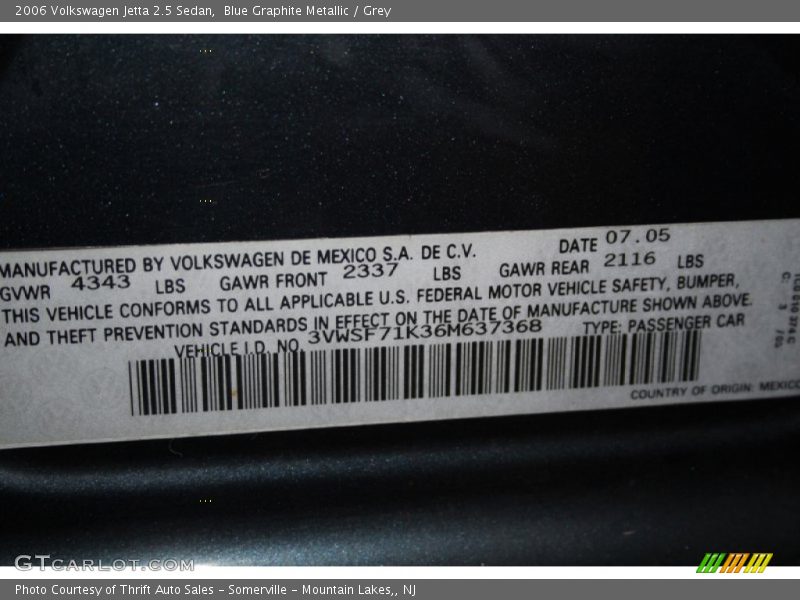 2006 Volkswagen Jetta 2.5 Sedan, Blue Graphite Metallic / Grey
MANUFACTURED BY VOLKSWAGEN DE MEXICO S.A. DE C.V. DATE 07.05
GVWR 4343 LBS GAWR FRONT 2337 LBS GAWR REAR 2116 LBS
THIS VEHICLE CONFORMS TO ALL APPLICABLE U.S. FEDERAL MOTOR VEHICLE SAFETY, BUMPER,
AND THEFT PREVENTION STANDARDS IN EFFECT ON THE DATE OF MANUFACTURE SHOWN ABOVE.
VEHICLE I.D. NO 3VWSF71K36M637368 TYPE: PASSENGER CAR
COUNTRY OF ORIGIN: MEXICO
GTcarlot.com
Photo Courtesy of Thrift Auto Sales - Somerville - Mountain Lakes,, NJ